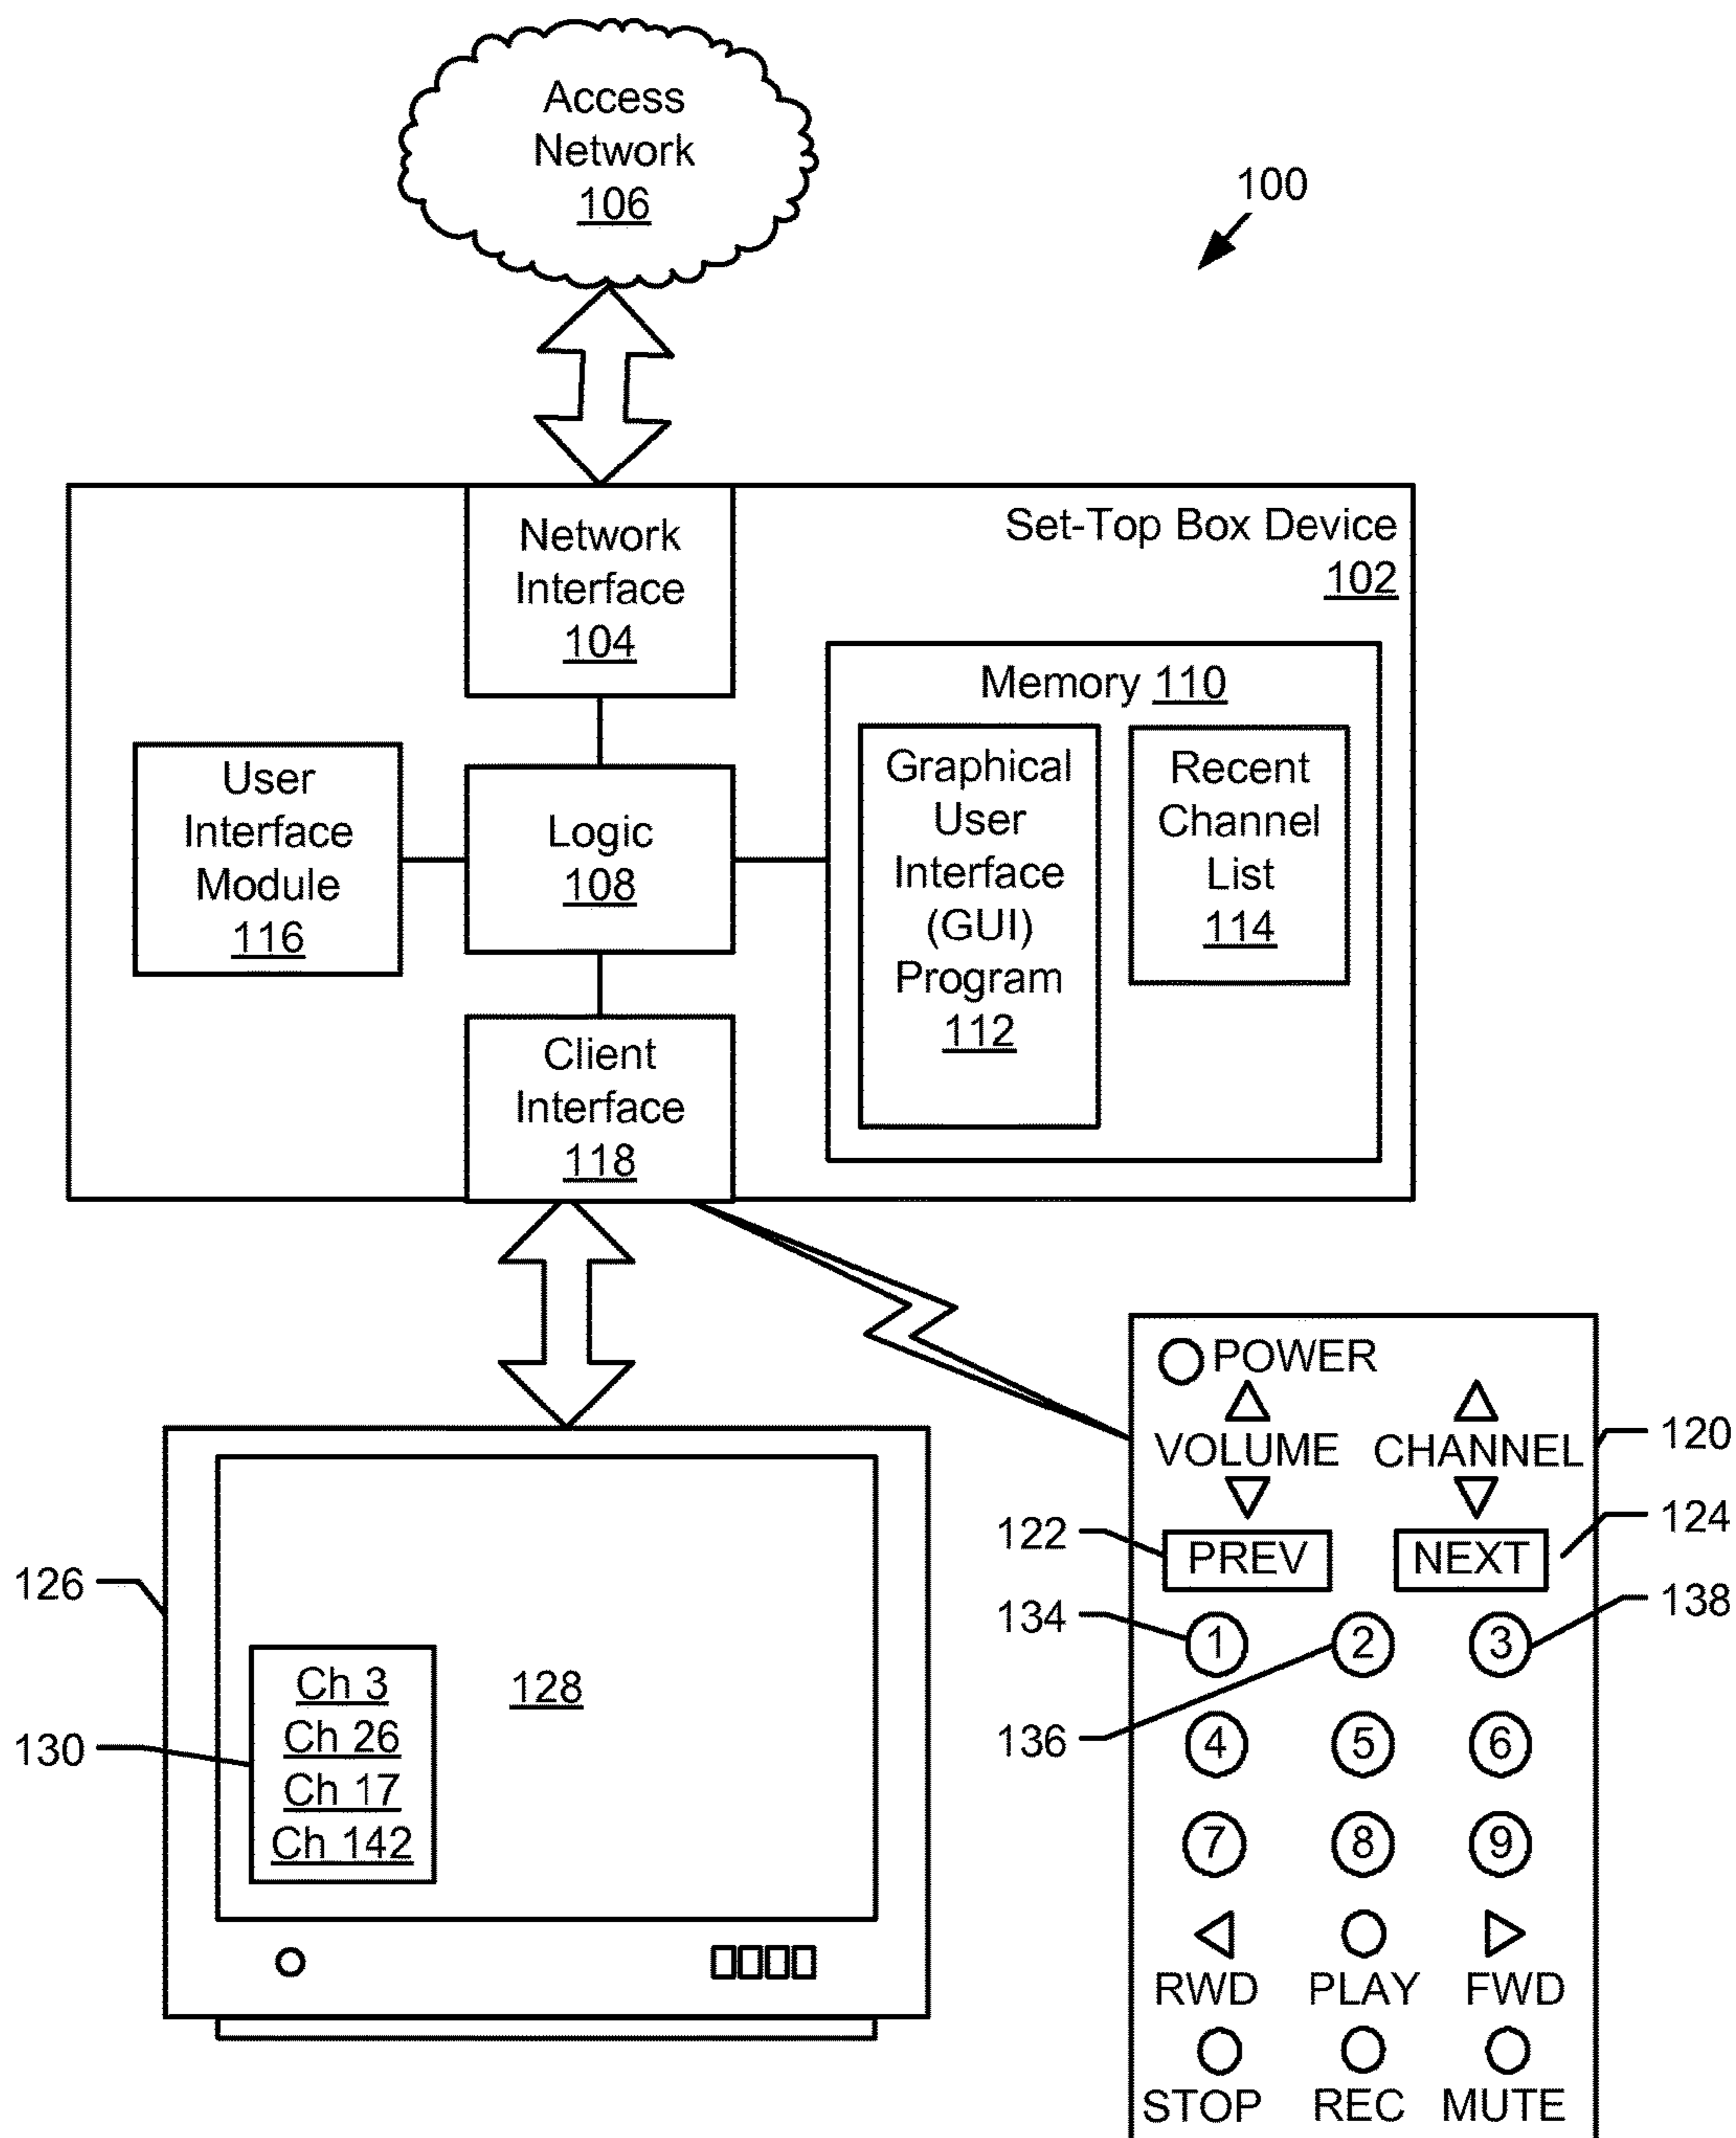 Access
Network
106
100
Set-Top Box Device
102
Network
Interface
104
Memory 110
User
Interface
Module
116
Logic
108
Graphical
User
Interface
(GUI)
Program
112
Recent
Channel
List
114
Client
Interface
118
POWER
VOLUME CHANNEL
120
122
PREV NEXT
124
126
134
1 2 3
138
128
Ch 3
Ch 26
Ch 17
Ch 142
130
136
4 5 6
7 8 9
RWD PLAY FWD
STOP REC MUTE